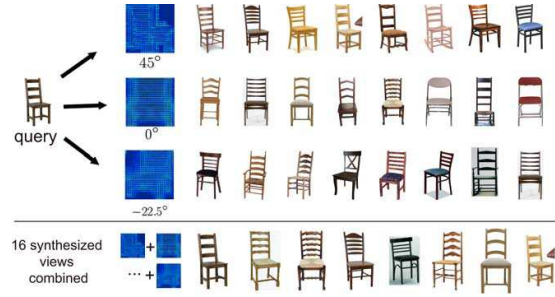 45°
query
0°
−22.5°
16 synthesized
views
combined
+
... +